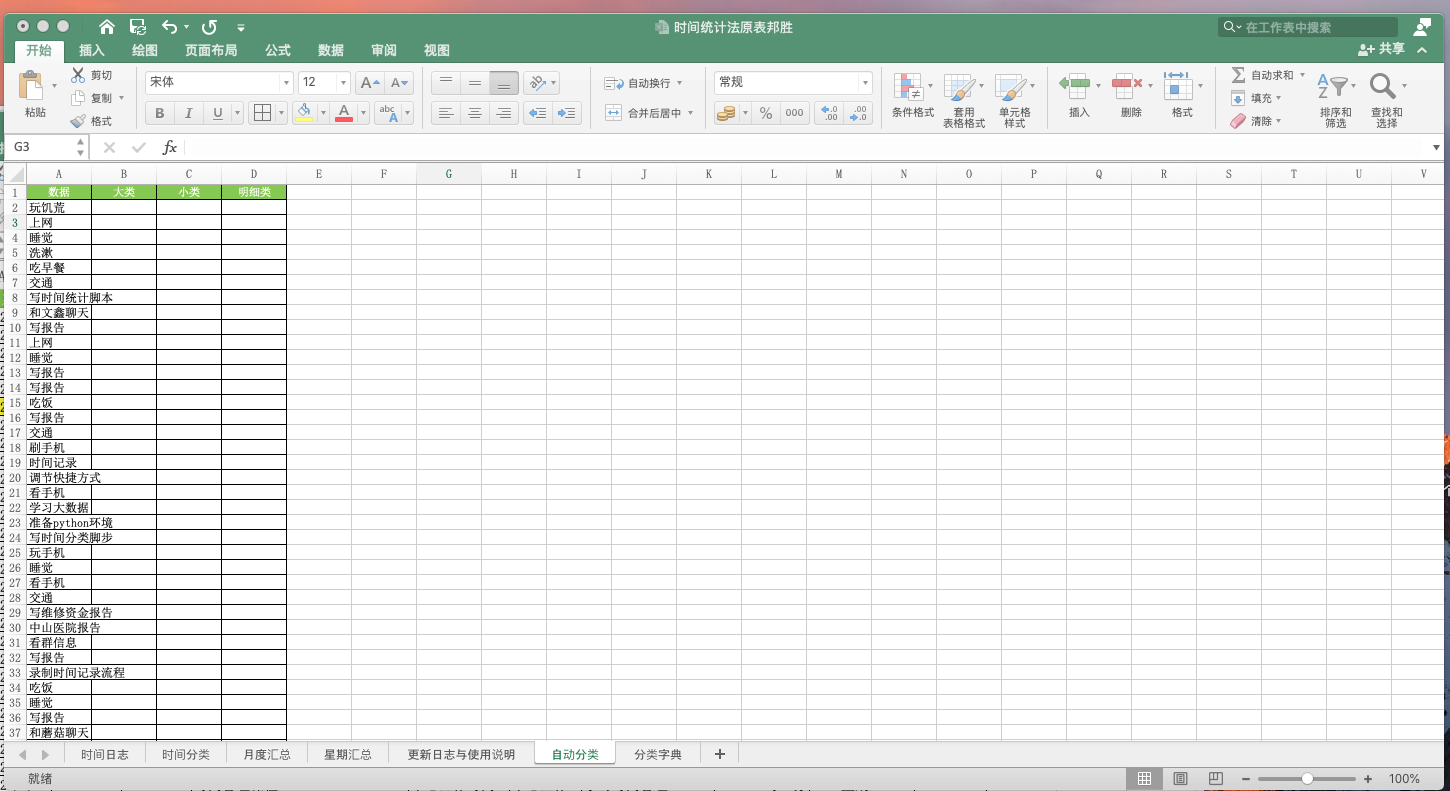 时间统计法原表邦胜
在工作表中搜索
开始 插入 绘图 页面布局 公式 数据 审阅 视图
共享
粘贴
剪切
复制
格式
宋体
12
A A
B I U
A
abc A
自动换行
合并后居中
常规
% 000 .0 .00 .00 .0
条件格式
套用
表格格式
单元格
样式
插入
删除
格式
自动求和
填充
清除
排序和
筛选
查找和
选择
G3
fx
A B C D E F G H I J K L M N O P Q R S T U V
1 数据 大类 小类 明细类
2 玩饥荒
3 上网
4 睡觉
5 洗漱
6 吃早餐
7 交通
8 写时间统计脚本
9 和文鑫聊天
10 写报告
11 上网
12 睡觉
13 写报告
14 写报告
15 吃饭
16 写报告
17 交通
18 刷手机
19 时间记录
20 调节快捷方式
21 看手机
22 学习大数据
23 准备python环境
24 写时间分类脚步
25 玩手机
26 睡觉
27 看手机
28 交通
29 写维修资金报告
30 中山医院报告
31 看群信息
32 写报告
33 录制时间记录流程
34 吃饭
35 睡觉
36 写报告
37 和蘑菇聊天
时间日志 时间分类 月度汇总 星期汇总 更新日志与使用说明 自动分类 分类字典 +
就绪
100%